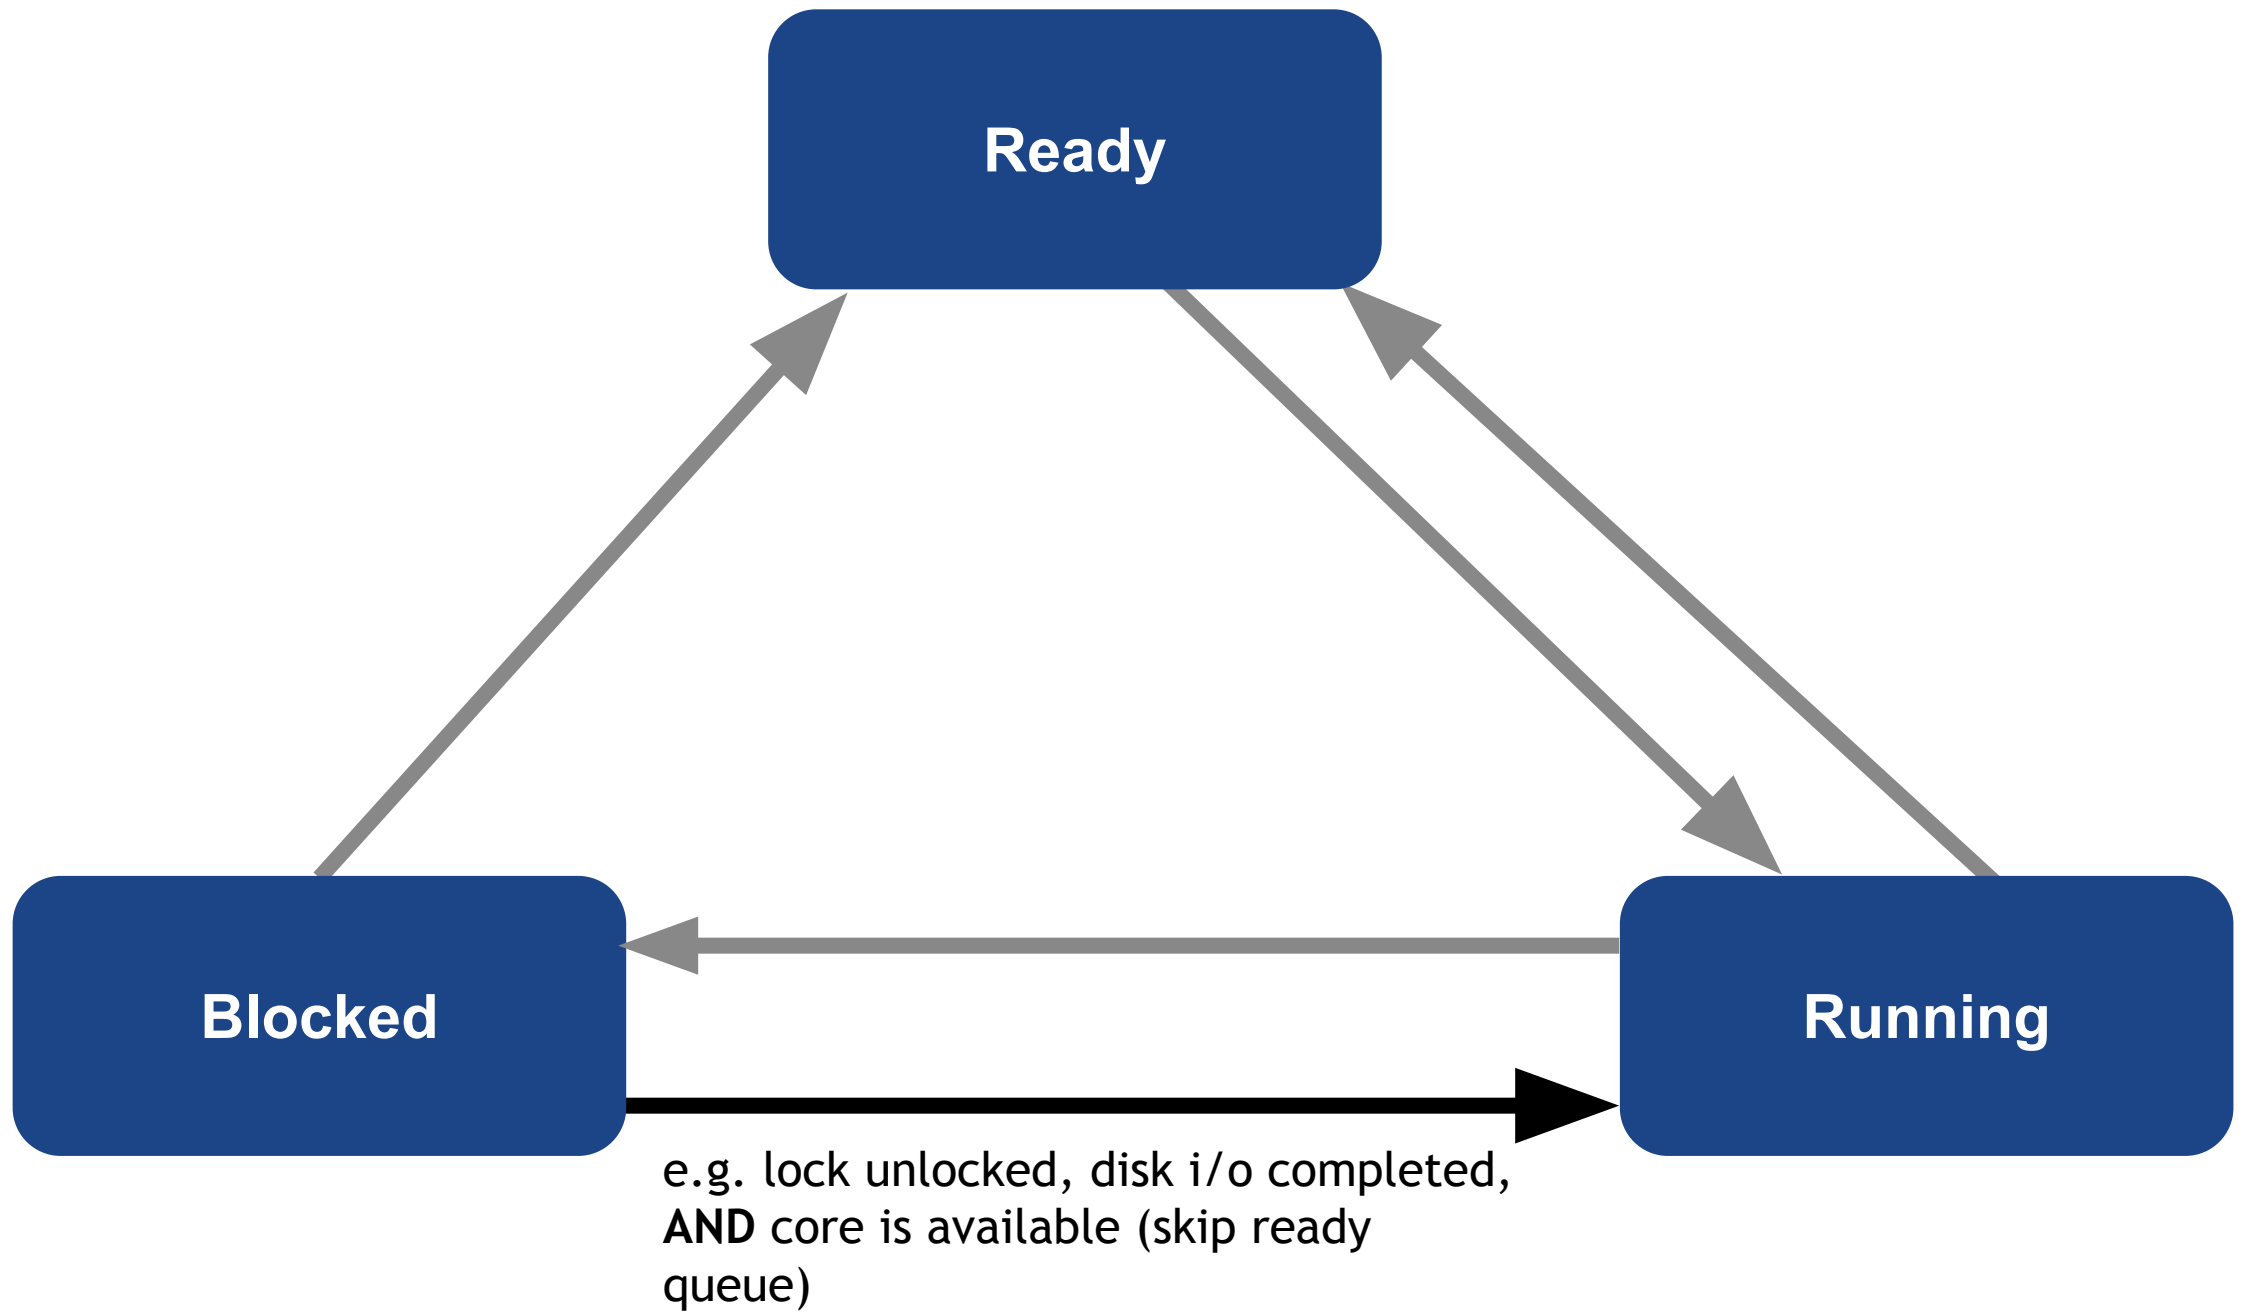 Ready
Blocked
Running
e.g. lock unlocked, disk i/o completed,
AND core is available (skip ready
queue)